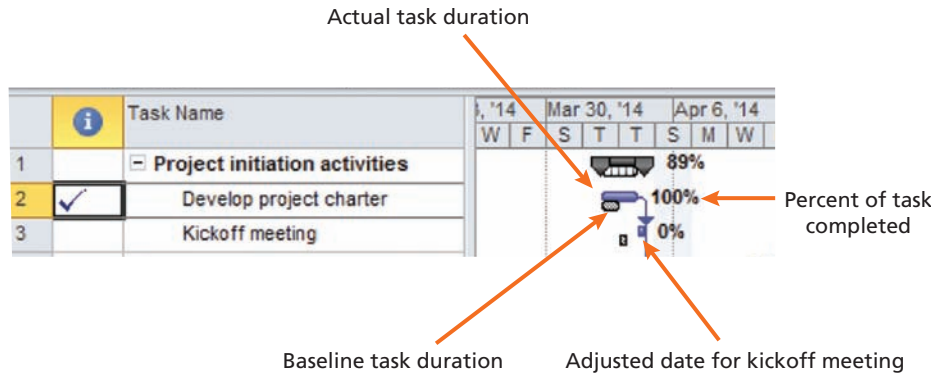 Actual task duration
Task Name
, '14 Mar 30, '14 Apr 6, '14
W F S T T S M W
1 Project initiation activities 89%
2 Develop project charter 100%
3 Kickoff meeting 0%
Percent of task
completed
Baseline task duration Adjusted date for kickoff meeting